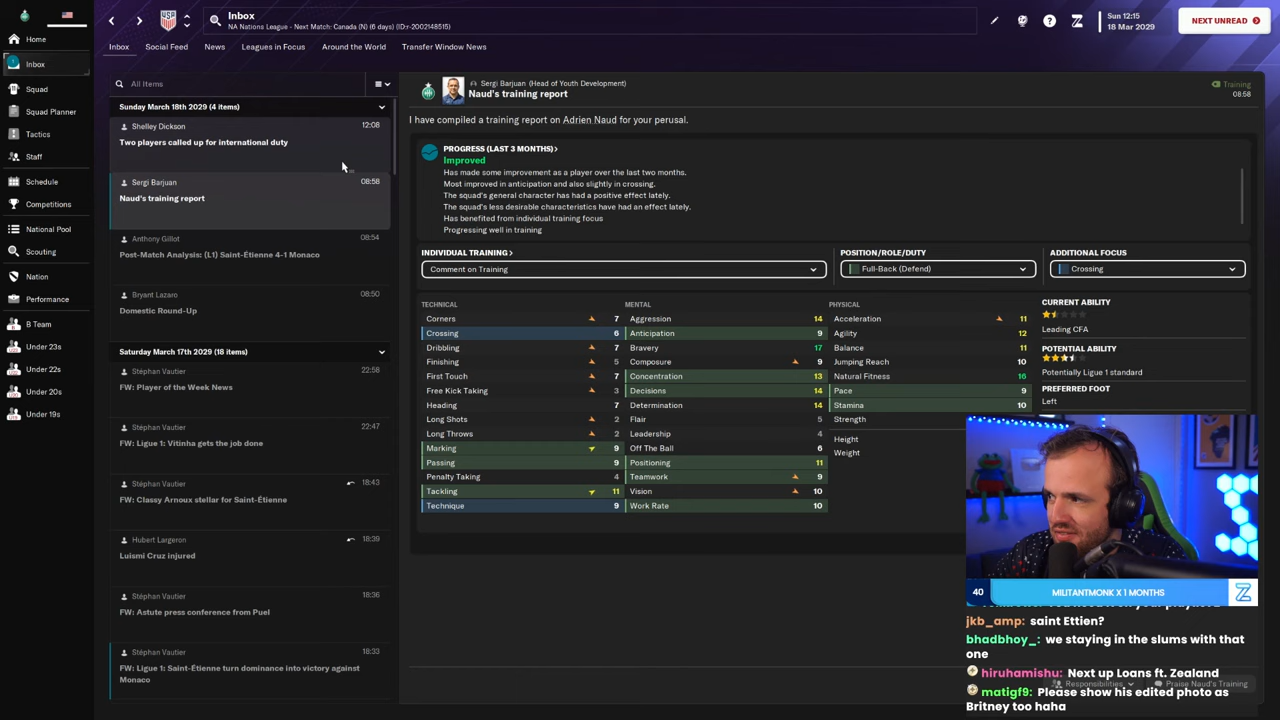 Inbox
NA Nations League - Next Match: Canada (N) (6 days) (ID:r-2002148515)
Sun 12:15
18 Mar 2029
NEXT UNREAD
Inbox
Social Feed
News
Leagues in Focus
Around the World
Transfer Window News
Home
Inbox
Squad
Squad Planner
Tactics
Staff
Schedule
Competitions
National Pool
Scouting
Nation
Performance
B Team
Under 23s
Under 22s
Under 20s
Under 19s
All Items
Sunday March 18th 2029 (4 items)
Shelley Dickson 12:08
Two players called up for international duty
Sergi Barjuan 08:58
Naud's training report
Anthony Gillot 08:54
Post-Match Analysis: (L1) Saint-Étienne 4-1 Monaco
Bryant Lazaro 08:50
Domestic Round-Up
Saturday March 17th 2029 (18 items)
Stéphan Vautier 22:58
FW: Player of the Week News
Stéphan Vautier 22:47
FW: Ligue 1: Vitinha gets the job done
Stéphan Vautier 18:43
FW: Classy Arnoux stellar for Saint-Étienne
Hubert Largeron 18:39
Luismi Cruz injured
Stéphan Vautier 18:36
FW: Astute press conference from Puel
Stéphan Vautier 18:33
FW: Ligue 1: Saint-Étienne turn dominance into victory against
Monaco
Sergi Barjuan (Head of Youth Development)
Naud's training report
Training
08:58
I have compiled a training report on Adrien Naud for your perusal.
PROGRESS (LAST 3 MONTHS)
Improved
Has made some improvement as a player over the last two months.
Most improved in anticipation and also slightly in crossing.
The squad's general character has had a positive effect lately.
The squad's less desirable characteristics have had an effect lately.
Has benefited from individual training focus
Progressing well in training
INDIVIDUAL TRAINING
Comment on Training
POSITION/ROLE/DUTY
Full-Back (Defend)
ADDITIONAL FOCUS
Crossing
TECHNICAL
Corners 7
Crossing 6
Dribbling 7
Finishing 5
First Touch 7
Free Kick Taking 3
Heading 7
Long Shots 2
Long Throws 2
Marking 9
Passing 9
Penalty Taking 4
Tackling 11
Technique 9
MENTAL
Aggression 14
Anticipation 9
Bravery 17
Composure 9
Concentration 13
Decisions 14
Determination 14
Flair 5
Leadership 4
Off The Ball 6
Positioning 11
Teamwork 9
Vision 10
Work Rate 10
PHYSICAL
Acceleration 11
Agility 12
Balance 11
Jumping Reach 10
Natural Fitness 16
Pace 9
Stamina 10
Strength
Height
Weight
CURRENT ABILITY
Leading CFA
POTENTIAL ABILITY
Potentially Ligue 1 standard
PREFERRED FOOT
Left
40 MILITANTMONK X 1 MONTHS
jkb_amp: saint Ettien?
bhadbhoy_: we staying in the slums with that
one
hiruhamishu: Next up Loans ft. Zealand
matigf9: Please show his edited photo as
Britney too haha
Responsibilities
Praise Naud's Training